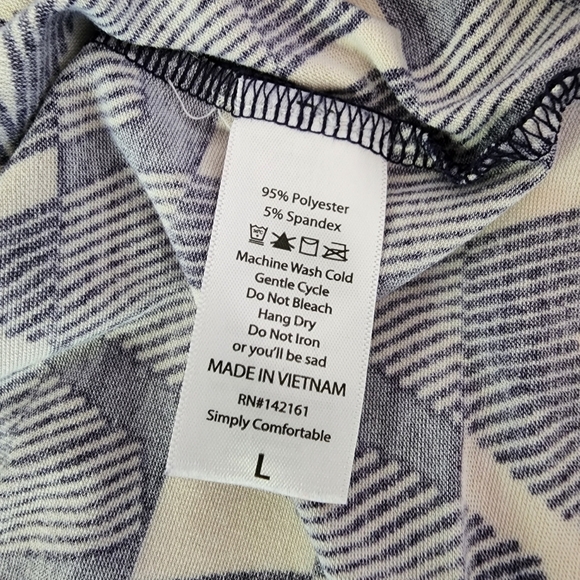 95% Polyester
5% Spandex
Machine Wash Cold
Gentle Cycle
Do Not Bleach
Hang Dry
Do Not Iron
or you'll be sad
MADE IN VIETNAM
RN#142161
Simply Comfortable
L